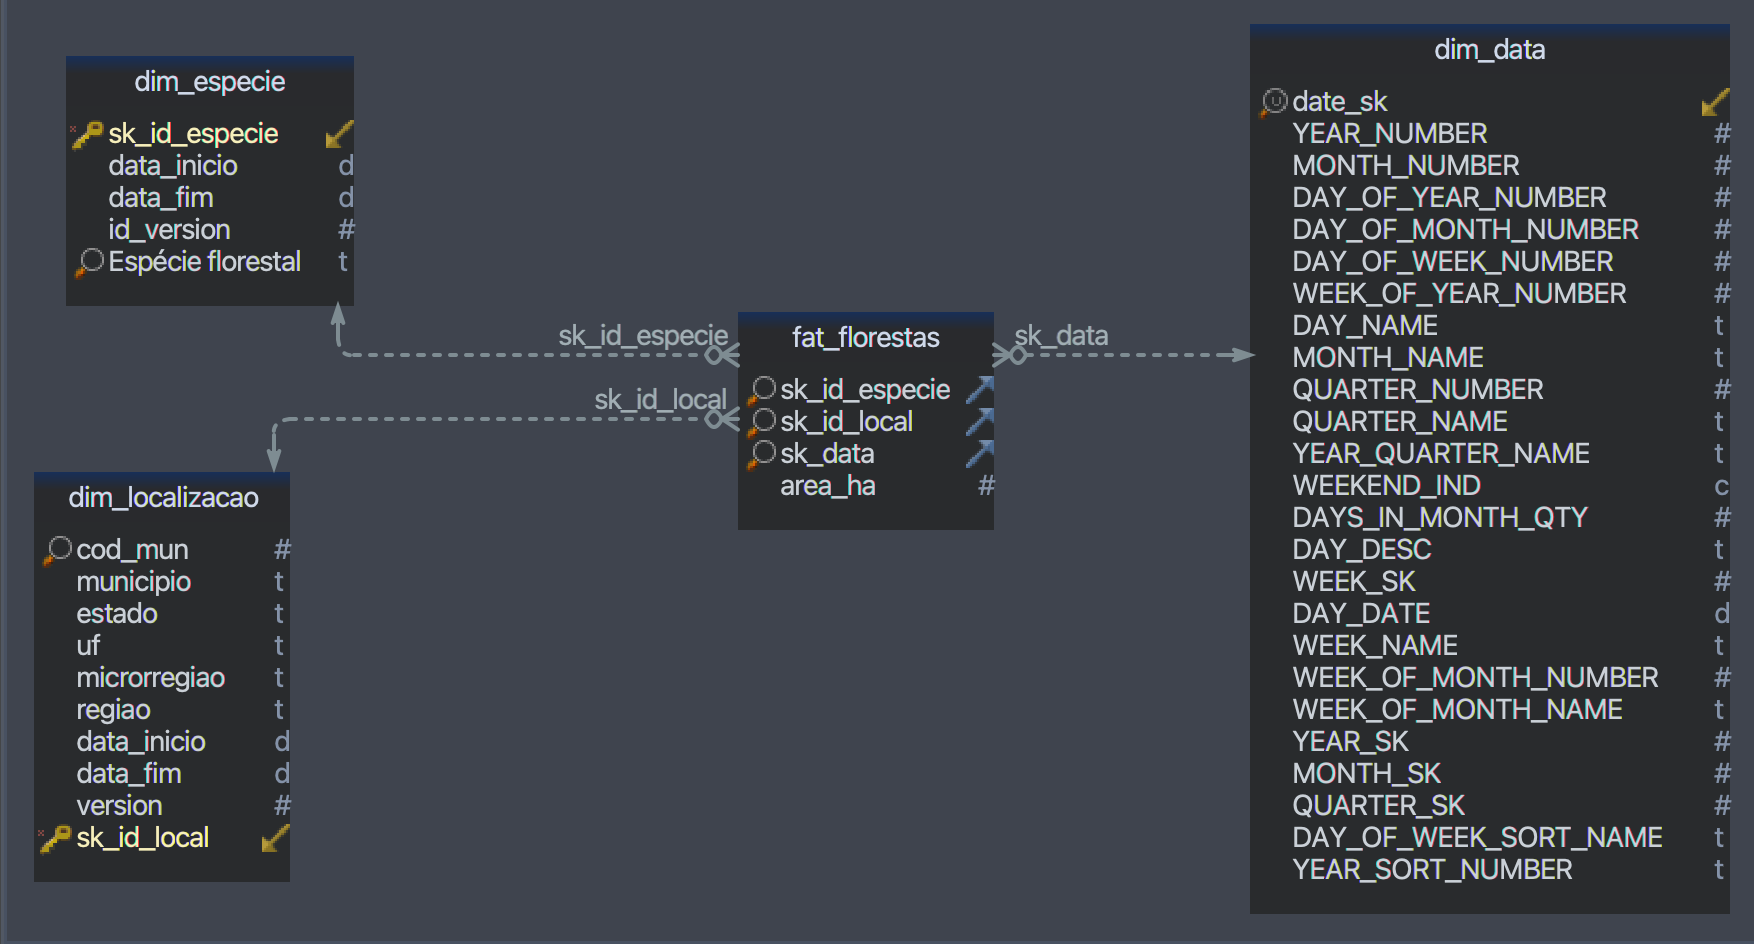 dim_especie
sk_id_especie
data_inicio d
data_fim d
id_version #
Espécie florestal t
sk_id_especie
sk_id_local
dim_localizacao
cod_mun #
municipio t
estado t
uf t
microrregiao t
regiao t
data_inicio d
data_fim d
version #
sk_id_local
fat_florestas
sk_id_especie
sk_id_local
sk_data
area_ha #
sk_data
dim_data
date_sk
YEAR_NUMBER #
MONTH_NUMBER #
DAY_OF_YEAR_NUMBER #
DAY_OF_MONTH_NUMBER #
DAY_OF_WEEK_NUMBER #
WEEK_OF_YEAR_NUMBER #
DAY_NAME t
MONTH_NAME t
QUARTER_NUMBER #
QUARTER_NAME t
YEAR_QUARTER_NAME t
WEEKEND_IND c
DAYS_IN_MONTH_QTY #
DAY_DESC t
WEEK_SK #
DAY_DATE d
WEEK_NAME t
WEEK_OF_MONTH_NUMBER #
WEEK_OF_MONTH_NAME t
YEAR_SK #
MONTH_SK #
QUARTER_SK #
DAY_OF_WEEK_SORT_NAME t
YEAR_SORT_NUMBER t